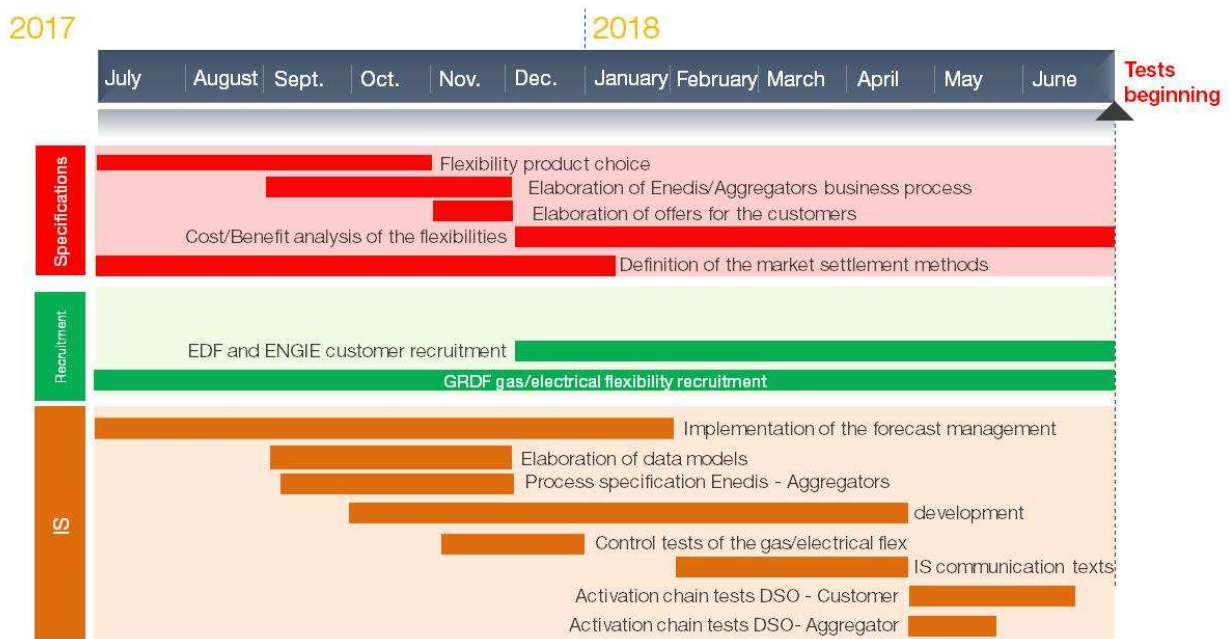 2017
2018
July August Sept. Oct. Nov. Dec. January February March April May June
Tests
beginning
Specifications
Flexibility product choice
Elaboration of Enedis/Aggregators business process
Elaboration of offers for the customers
Cost/Benefit analysis of the flexibilities
Definition of the market settlement methods
Recruitment
EDF and ENGIE customer recruitment
GRDF gas/electrical flexibility recruitment
IS
Implementation of the forecast management
Elaboration of data models
Process specification Enedis - Aggregators
development
Control tests of the gas/electrical flex
IS communication texts
Activation chain tests DSO - Customer
Activation chain tests DSO- Aggregator